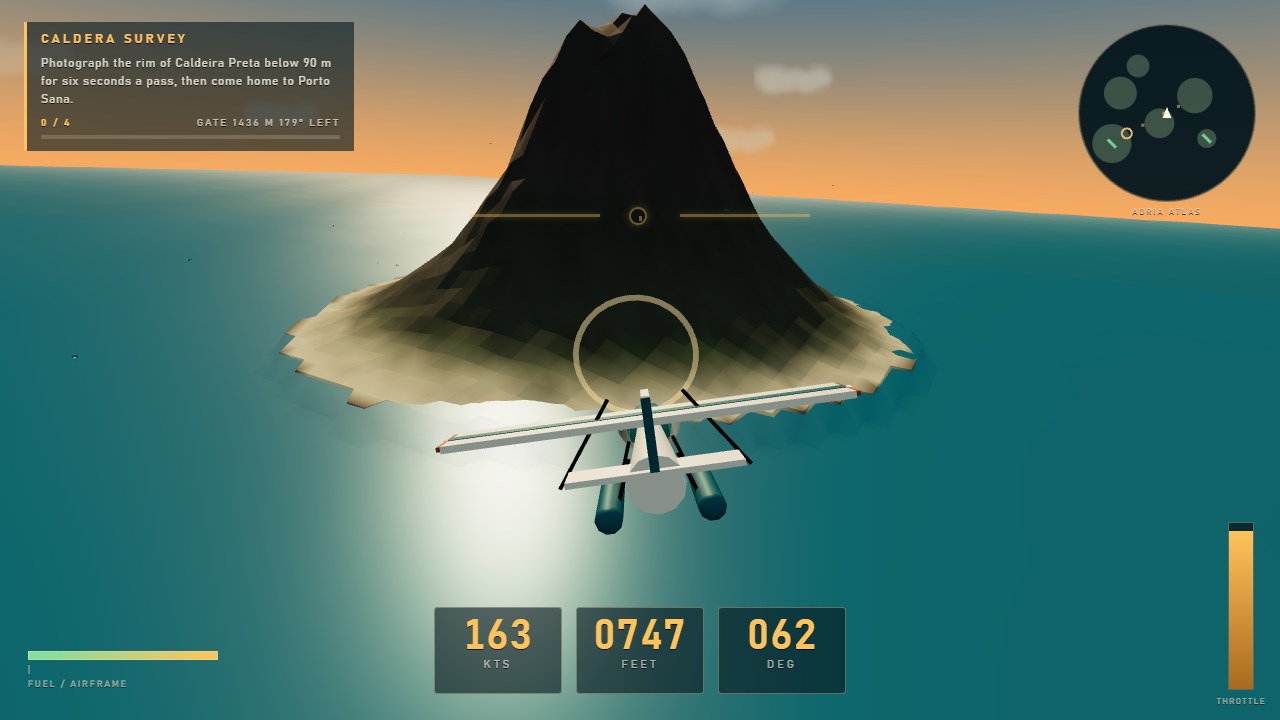 CALDERA SURVEY
Photograph the rim of Caldeira Preta below 90 m
for six seconds a pass, then come home to Porto
Sana.
0 / 4 GATE 1436 M 179° LEFT
ADRIA ATLAS
163 0747 062
KTS FEET DEG
FUEL / AIRFRAME
THROTTLE